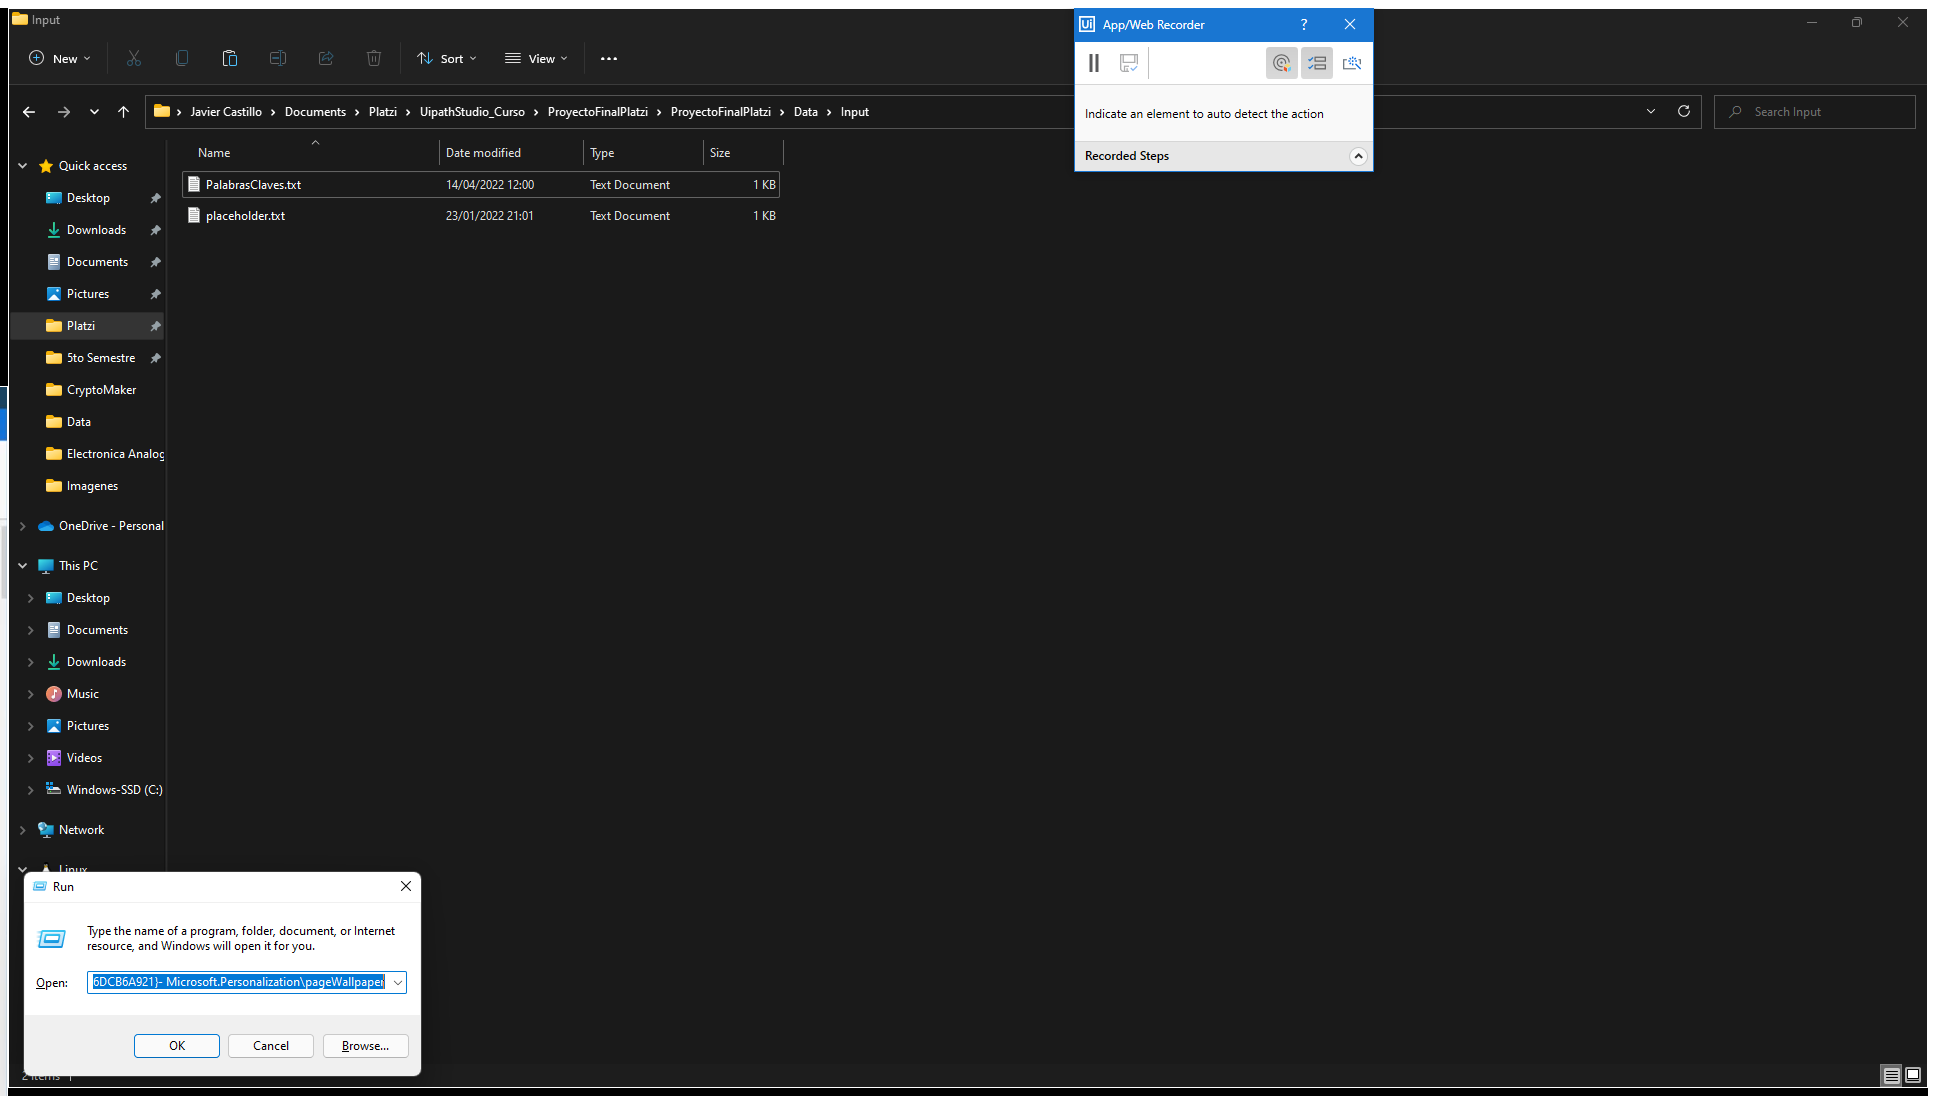 Input
New
Sort
View
Javier Castillo
Documents
Platzi
UipathStudio_Curso
ProyectoFinalPlatzi
ProyectoFinalPlatzi
Data
Input
Search Input
Ui App/Web Recorder ?
Indicate an element to auto detect the action
Recorded Steps
Name Date modified Type Size
PalabrasClaves.txt 14/04/2022 12:00 Text Document 1 KB
placeholder.txt 23/01/2022 21:01 Text Document 1 KB
Quick access
Desktop
Downloads
Documents
Pictures
Platzi
5to Semestre
CryptoMaker
Data
Electronica Analog
Imagenes
OneDrive - Personal
This PC
Desktop
Documents
Downloads
Music
Pictures
Videos
Windows-SSD (C:)
Network
Linux
Run
Type the name of a program, folder, document, or Internet
resource, and Windows will open it for you.
Open: 6DCB6A921}- Microsoft.Personalization\pageWallpaper
OK
Cancel
Browse...
2 items